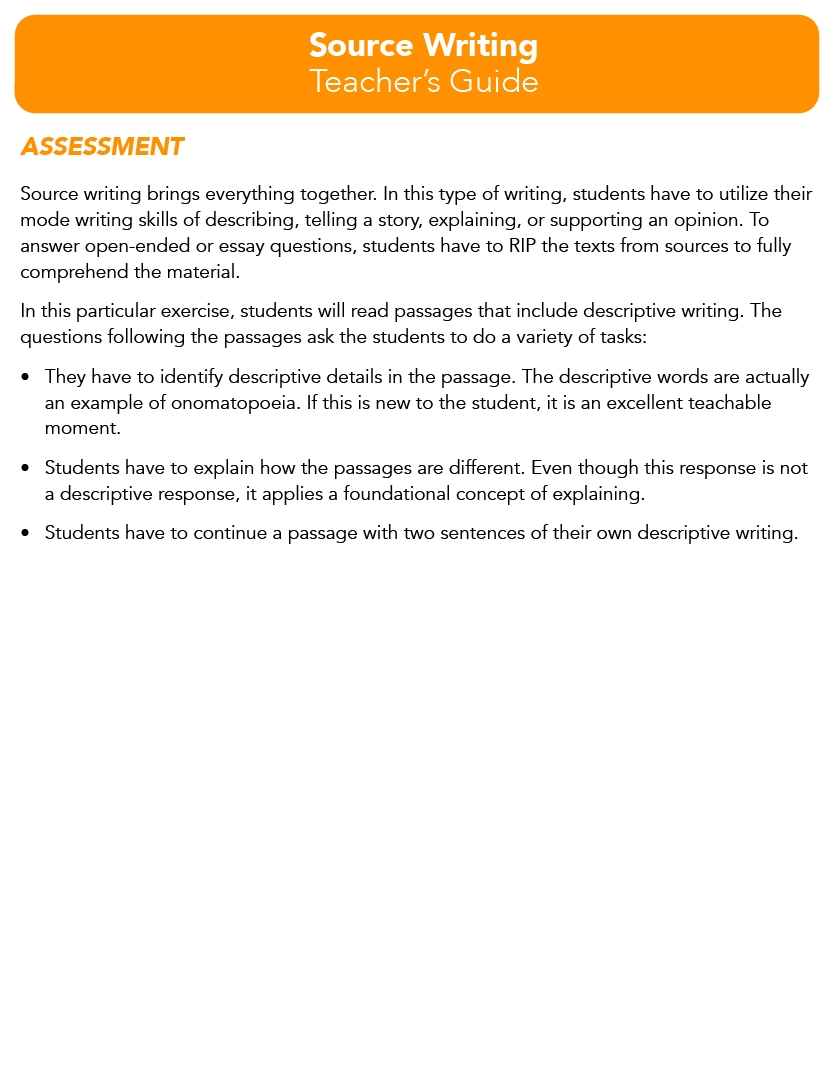 Source Writing
Teacher’s Guide
ASSESSMENT
Source writing brings everything together. In this type of writing, students have to utilize their
mode writing skills of describing, telling a story, explaining, or supporting an opinion. To
answer open-ended or essay questions, students have to RIP the texts from sources to fully
comprehend the material.
In this particular exercise, students will read passages that include descriptive writing. The
questions following the passages ask the students to do a variety of tasks:
• They have to identify descriptive details in the passage. The descriptive words are actually
an example of onomatopoeia. If this is new to the student, it is an excellent teachable
moment.
• Students have to explain how the passages are different. Even though this response is not
a descriptive response, it applies a foundational concept of explaining.
• Students have to continue a passage with two sentences of their own descriptive writing.